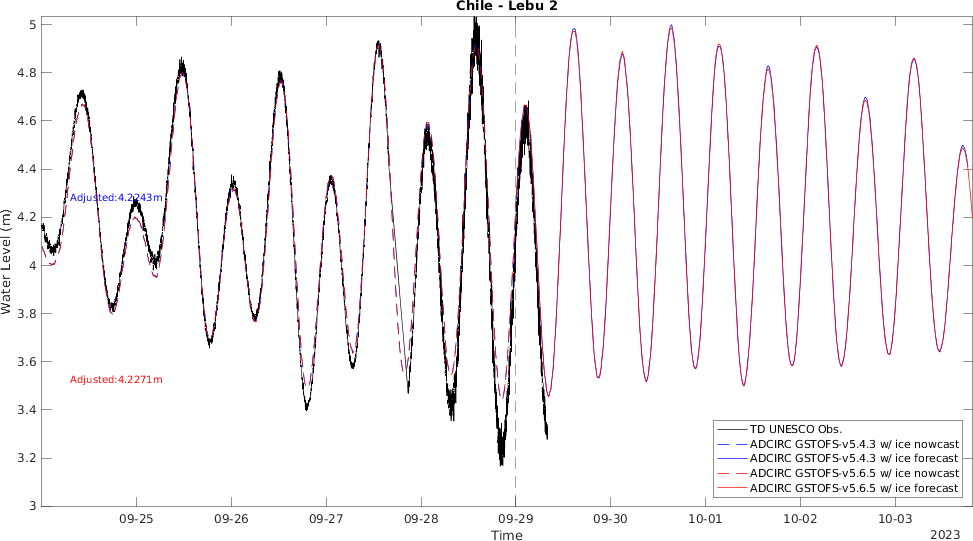 Chile - Lebu 2
5
4.8
4.6
4.4
4.2
4
3.8
3.6
3.4
3.2
3
Water Level (m)
Adjusted:4.2243m
Adjusted:4.2271m
TD UNESCO Obs.
ADCIRC GSTOFS-v5.4.3 w/ ice nowcast
ADCIRC GSTOFS-v5.4.3 w/ ice forecast
ADCIRC GSTOFS-v5.6.5 w/ ice nowcast
ADCIRC GSTOFS-v5.6.5 w/ ice forecast
09-25 09-26 09-27 09-28 09-29 09-30 10-01 10-02 10-03
Time
2023